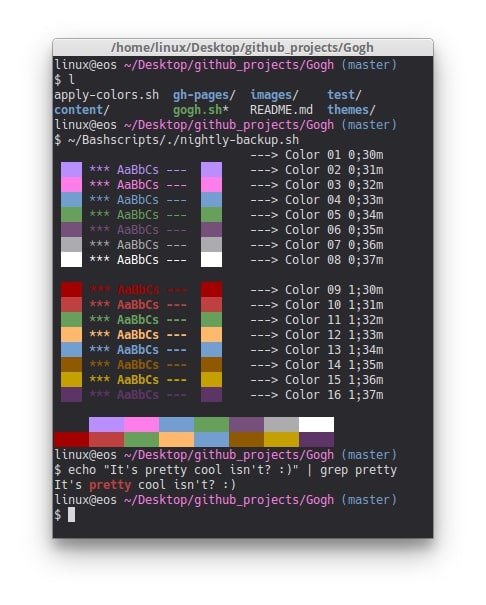 /home/linux/Desktop/github_projects/Gogh
linux@eos ~/Desktop/github_projects/Gogh (master)
$ l
apply-colors.sh  gh-pages/  images/    test/
content/         gogh.sh*   README.md  themes/
linux@eos ~/Desktop/github_projects/Gogh (master)
$ ~/Bashscripts/./nightly-backup.sh
---> Color 01 0;30m
*** AaBbCs --- ---> Color 02 0;31m
*** AaBbCs --- ---> Color 03 0;32m
*** AaBbCs --- ---> Color 04 0;33m
*** AaBbCs --- ---> Color 05 0;34m
*** AaBbCs --- ---> Color 06 0;35m
*** AaBbCs --- ---> Color 07 0;36m
*** AaBbCs --- ---> Color 08 0;37m
*** AaBbCs --- ---> Color 09 1;30m
*** AaBbCs --- ---> Color 10 1;31m
*** AaBbCs --- ---> Color 11 1;32m
*** AaBbCs --- ---> Color 12 1;33m
*** AaBbCs --- ---> Color 13 1;34m
*** AaBbCs --- ---> Color 14 1;35m
*** AaBbCs --- ---> Color 15 1;36m
*** AaBbCs --- ---> Color 16 1;37m
linux@eos ~/Desktop/github_projects/Gogh (master)
$ echo "It's pretty cool isn't? :)" | grep pretty
It's pretty cool isn't? :)
linux@eos ~/Desktop/github_projects/Gogh (master)
$